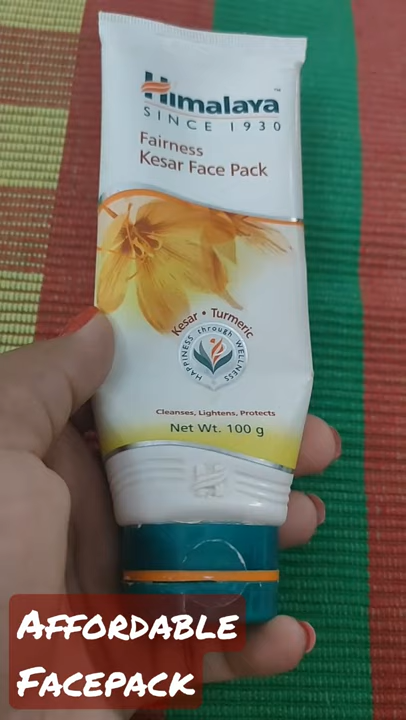 Himalaya™
SINCE 1930
Fairness
Kesar Face Pack
Kesar • Turmeric
HAPPINESS through WELLNESS
Cleanses, Lightens, Protects
Net Wt. 100 g
AFFORDABLE
FACEPACK